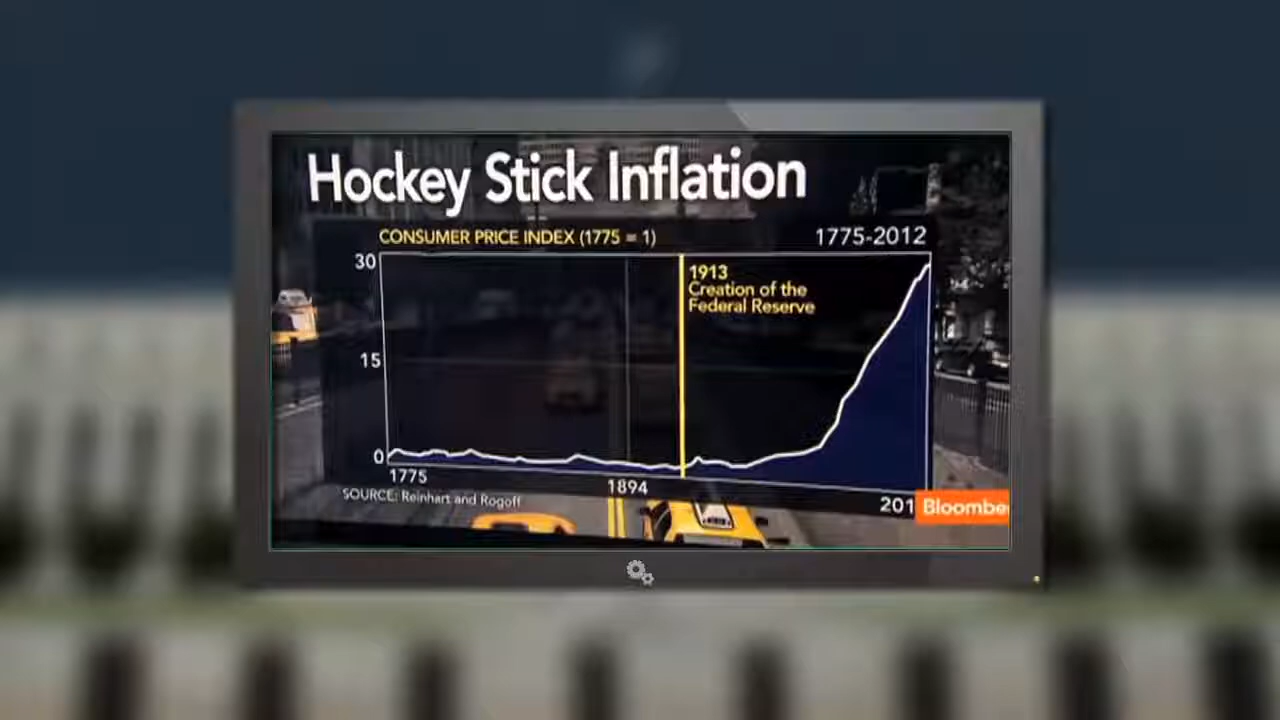 Hockey Stick Inflation
CONSUMER PRICE INDEX (1775 = 1)
1775-2012
30
1913
Creation of the
Federal Reserve
15
0
1775
1894
201
SOURCE: Reinhart and Rogoff
Bloombe